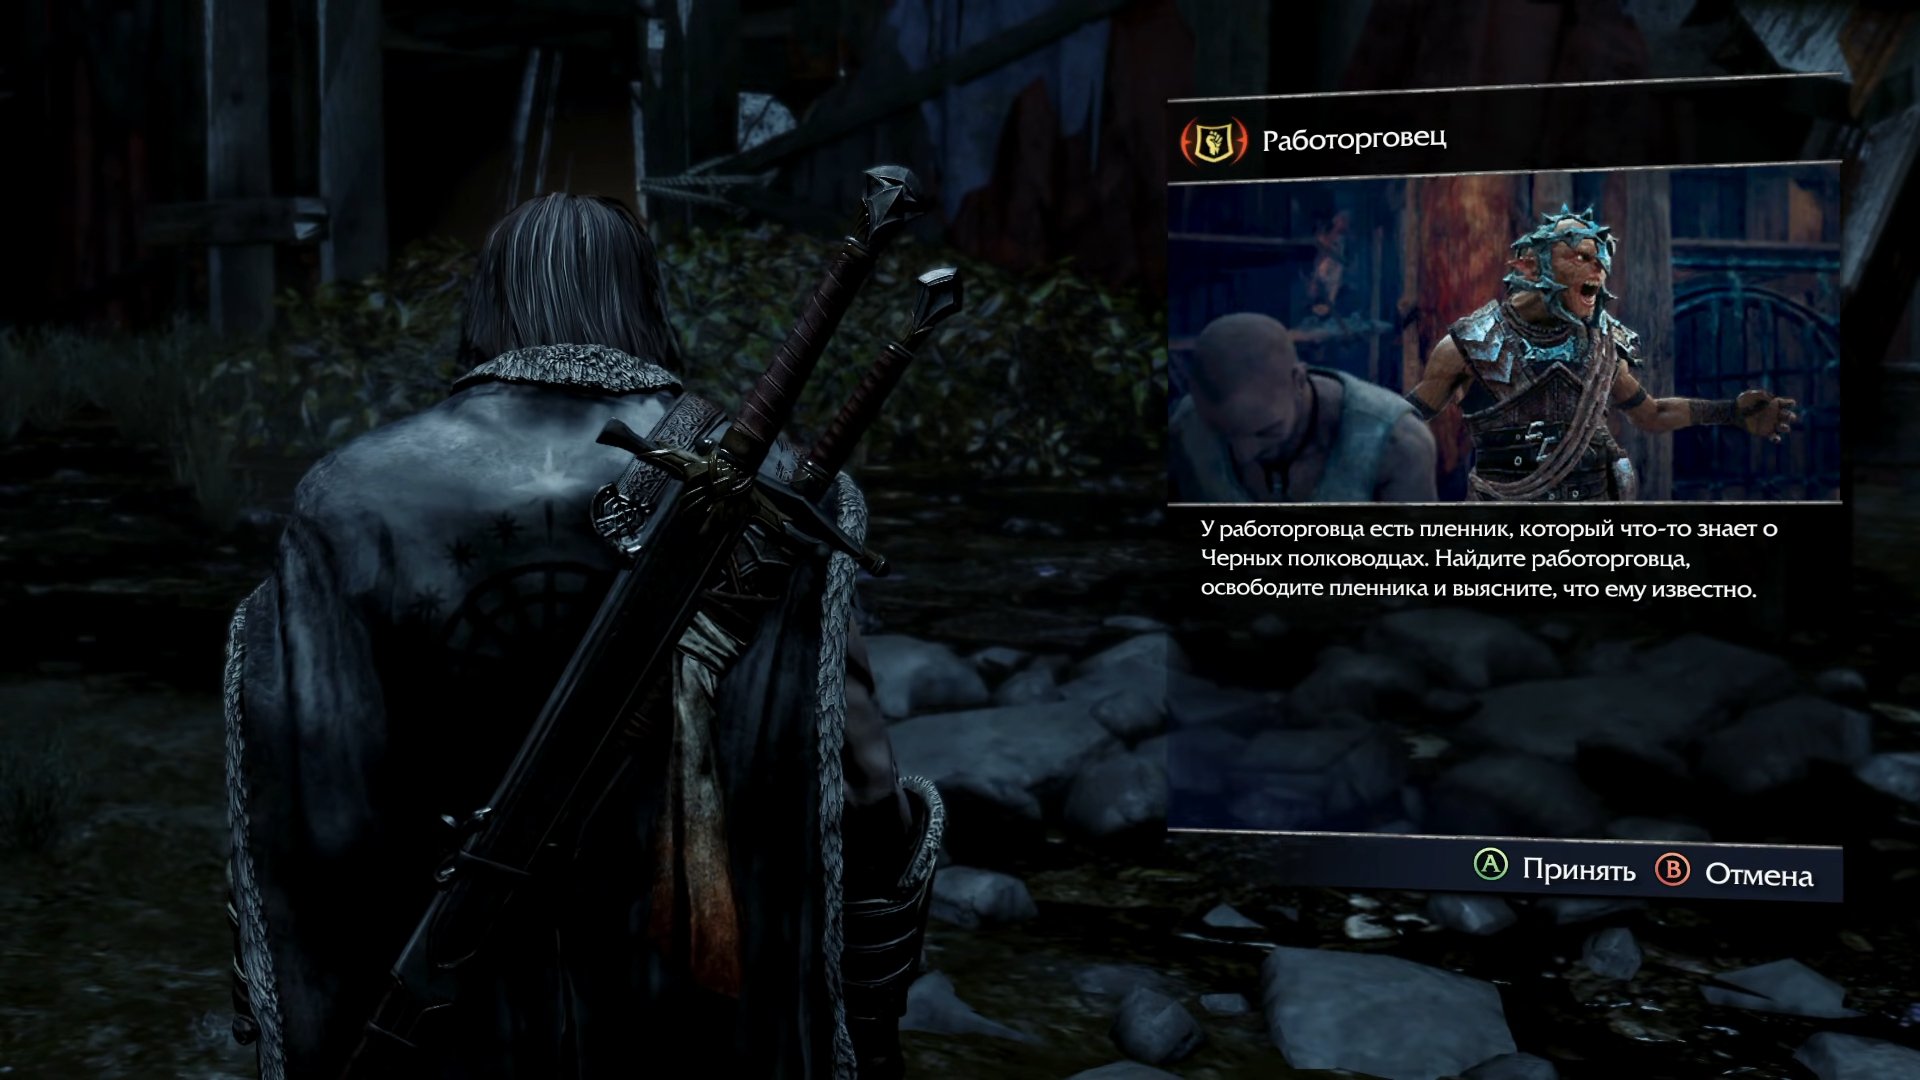 Работорговец
У работорговца есть пленник, который что-то знает о
Черных полководцах. Найдите работорговца,
освободите пленника и выясните, что ему известно.
A Принять B Отмена